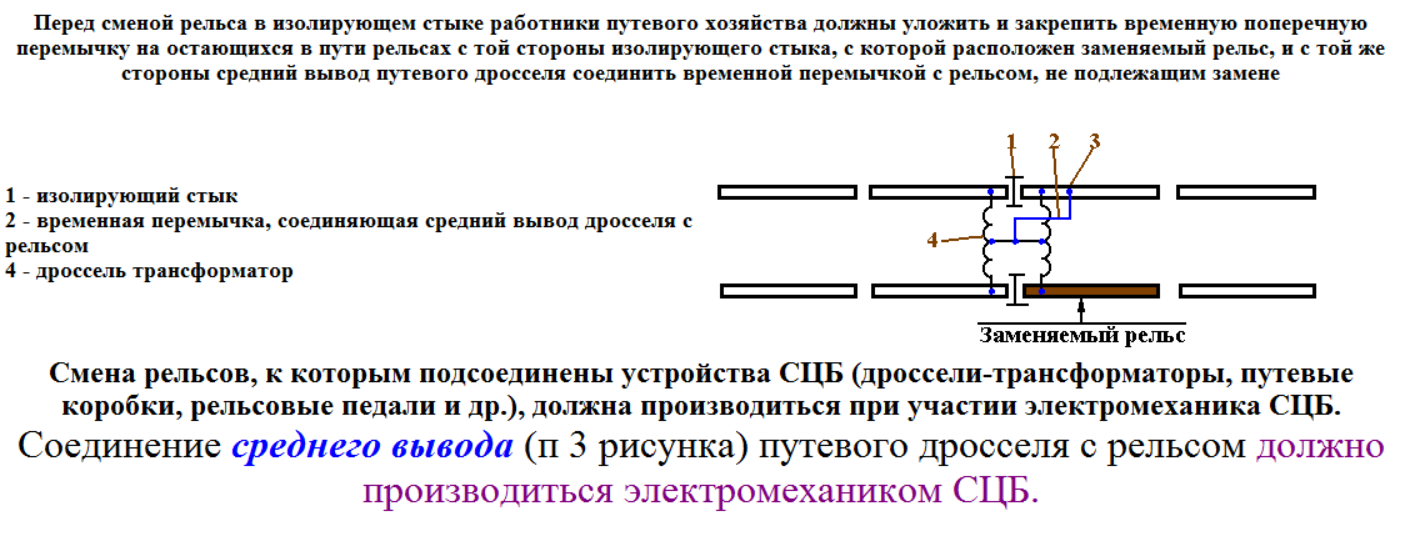 Перед сменой рельса в изолирующем стыке работники путевого хозяйства должны уложить и закрепить временную поперечную
перемычку на остающихся в пути рельсах с той стороны изолирующего стыка, с которой расположен заменяемый рельс, и с той же
стороны средний вывод путевого дросселя соединить временной перемычкой с рельсом, не подлежащим замене
1 - изолирующий стык
2 - временная перемычка, соединяющая средний вывод дросселя с
рельсом
4 - дроссель трансформатор
1 2 3
4
Заменяемый рельс
Смена рельсов, к которым подсоединены устройства СЦБ (дроссели-трансформаторы, путевые
коробки, рельсовые педали и др.), должна производиться при участии электромеханика СЦБ.
Соединение среднего вывода (п 3 рисунка) путевого дросселя с рельсом должно
производиться электромехаником СЦБ.